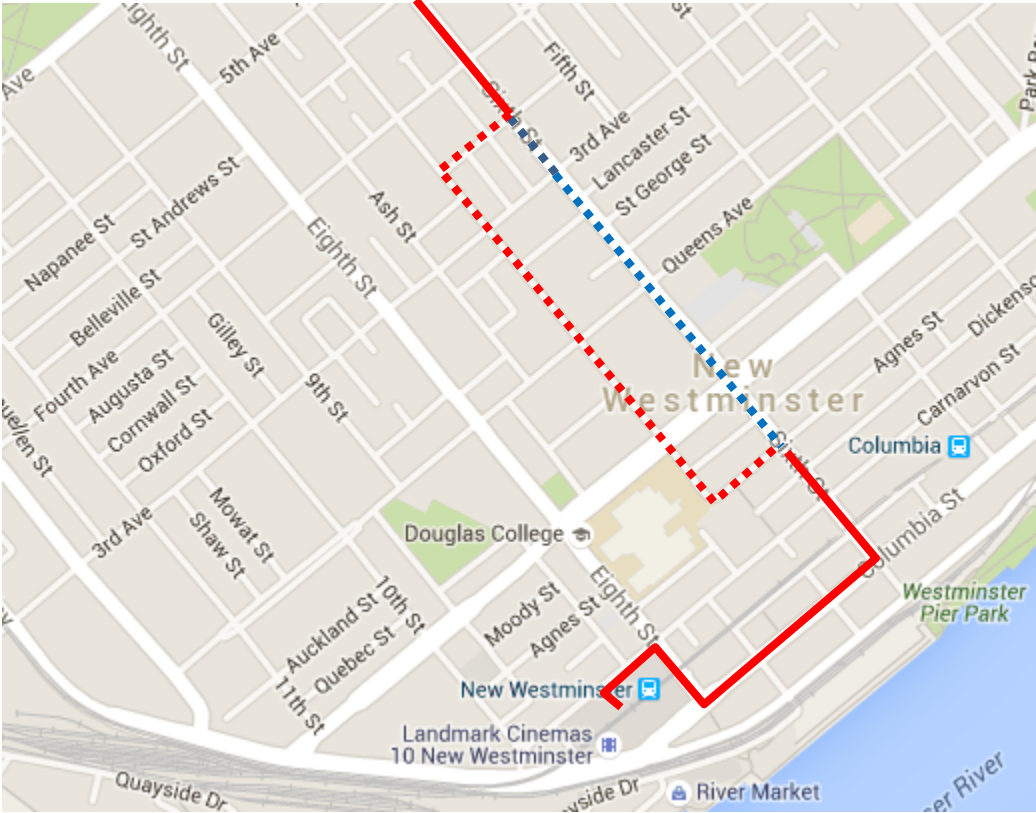 Eighth St
5th Ave
St
Fifth St
Ave
Sixth St
3rd Ave
Lancaster St
St George St
St Andrews St
Ash St
Napanee St
Eighth St
Queens Ave
Belleville St
Gilley St
Fourth Ave
Augusta St
9th St
Cornwall St
Oxford St
Agnes St
New
Westminster
Carnarvon St
Columbia
Sixth St
Columbia St
Mowat St
Shaw St
3rd Ave
Douglas College
Westminster
Pier Park
Eighth St
10th St
Moody St
Agnes St
Auckland St
Quebec St
11th St
New Westminster
Landmark Cinemas
10 New Westminster
Quayside Dr
River Market
River